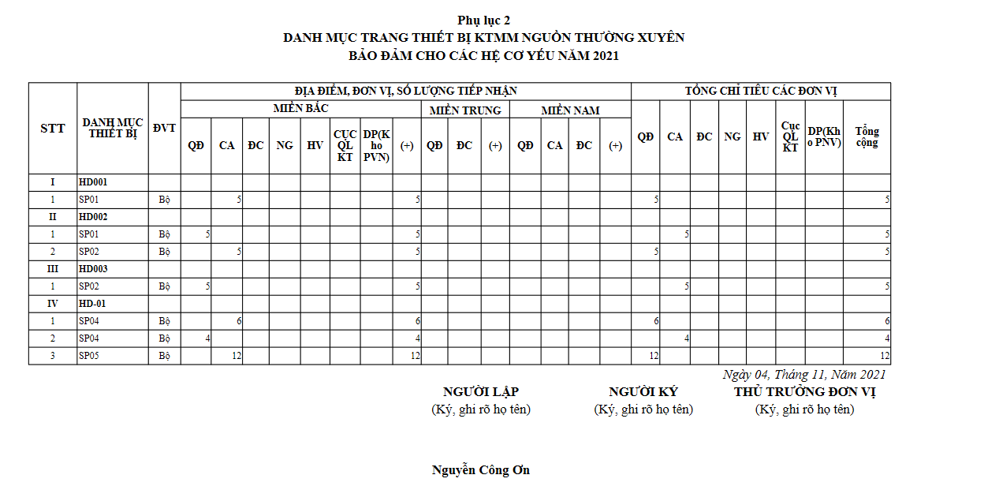 Phụ lục 2
DANH MỤC TRANG THIẾT BỊ KTMM NGUỒN THƯỜNG XUYÊN
BẢO ĐẢM CHO CÁC HỆ CƠ YẾU NĂM 2021
STT DANH MỤC THIẾT BỊ ĐVT ĐỊA ĐIỂM, ĐƠN VỊ, SỐ LƯỢNG TIẾP NHẬN TỔNG CHỈ TIÊU CÁC ĐƠN VỊ
MIỀN BẮC MIỀN TRUNG MIỀN NAM
QĐ CA ĐC NG HV CỤC QL KT DP(Kho PVN) (+) QĐ ĐC (+) QĐ CA ĐC (+) QĐ CA ĐC NG HV Cục QL KT DP(Kho PNV) Tổng cộng
I HD001
1 SP01 Bộ 5 5 5 5
II HD002
1 SP01 Bộ 5 5 5 5
2 SP02 Bộ 5 5 5 5
III HD003
1 SP02 Bộ 5 5 5 5
IV HD-01
1 SP04 Bộ 6 6 6 6
2 SP04 Bộ 4 4 4 4
3 SP05 Bộ 12 12 12 12
Ngày 04, Tháng 11, Năm 2021
NGƯỜI LẬP NGƯỜI KÝ THỦ TRƯỞNG ĐƠN VỊ
(Ký, ghi rõ họ tên) (Ký, ghi rõ họ tên) (Ký, ghi rõ họ tên)
Nguyễn Công Ơn